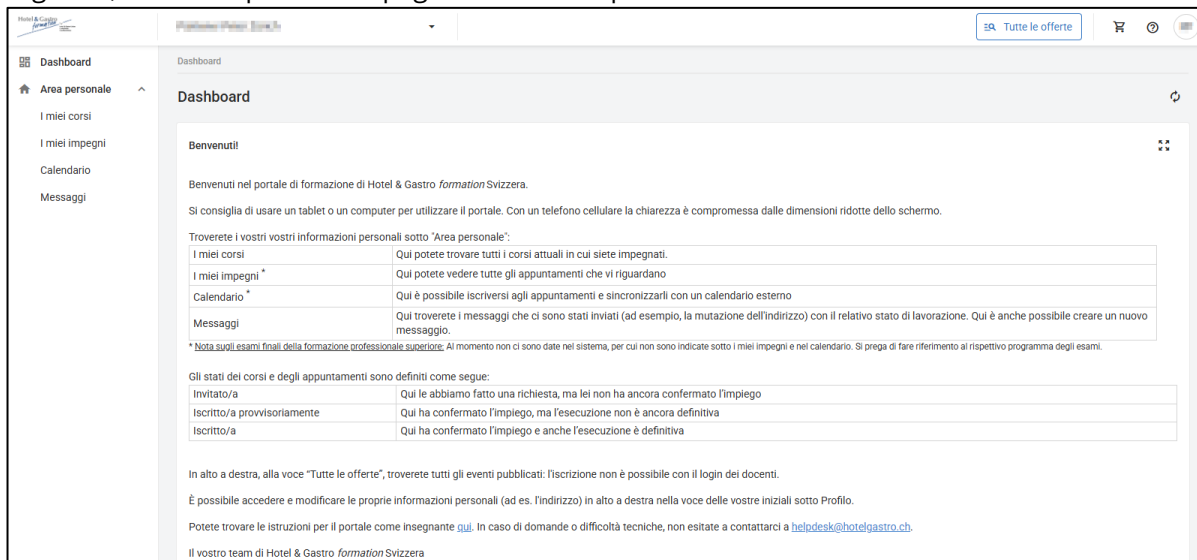 Hotel & Gastro
formation
Tutte le offerte
Dashboard
Area personale
I miei corsi
I miei impegni
Calendario
Messaggi
Dashboard
Dashboard
Benvenuti!
Benvenuti nel portale di formazione di Hotel & Gastro formation Svizzera.
Si consiglia di usare un tablet o un computer per utilizzare il portale. Con un telefono cellulare la chiarezza è compromessa dalle dimensioni ridotte dello schermo.
Troverete i vostri vostri informazioni personali sotto "Area personale":
I miei corsi Qui potete trovare tutti i corsi attuali in cui siete impegnati.
I miei impegni * Qui potete vedere tutte gli appuntamenti che vi riguardano
Calendario * Qui è possibile iscriversi agli appuntamenti e sincronizzarli con un calendario esterno
Messaggi Qui troverete i messaggi che ci sono stati inviati (ad esempio, la mutazione dell'indirizzo) con il relativo stato di lavorazione. Qui è anche possibile creare un nuovo
messaggio.
* Nota sugli esami finali della formazione professionale superiore: Al momento non ci sono date nel sistema, per cui non sono indicate sotto i miei impegni e nel calendario. Si prega di fare riferimento al rispettivo programma degli esami.
Gli stati dei corsi e degli appuntamenti sono definiti come segue:
Invitato/a Qui le abbiamo fatto una richiesta, ma lei non ha ancora confermato l'impiego
Iscritto/a provvisoriamente Qui ha confermato l'impiego, ma l'esecuzione non è ancora definitiva
Iscritto/a Qui ha confermato l'impiego e anche l'esecuzione è definitiva
In alto a destra, alla voce "Tutte le offerte", troverete tutti gli eventi pubblicati: l'iscrizione non è possibile con il login dei docenti.
È possibile accedere e modificare le proprie informazioni personali (ad es. l'indirizzo) in alto a destra nella voce delle vostre iniziali sotto Profilo.
Potete trovare le istruzioni per il portale come insegnante qui. In caso di domande o difficoltà tecniche, non esitate a contattarci a helpdesk@hotelgastro.ch.
Il vostro team di Hotel & Gastro formation Svizzera